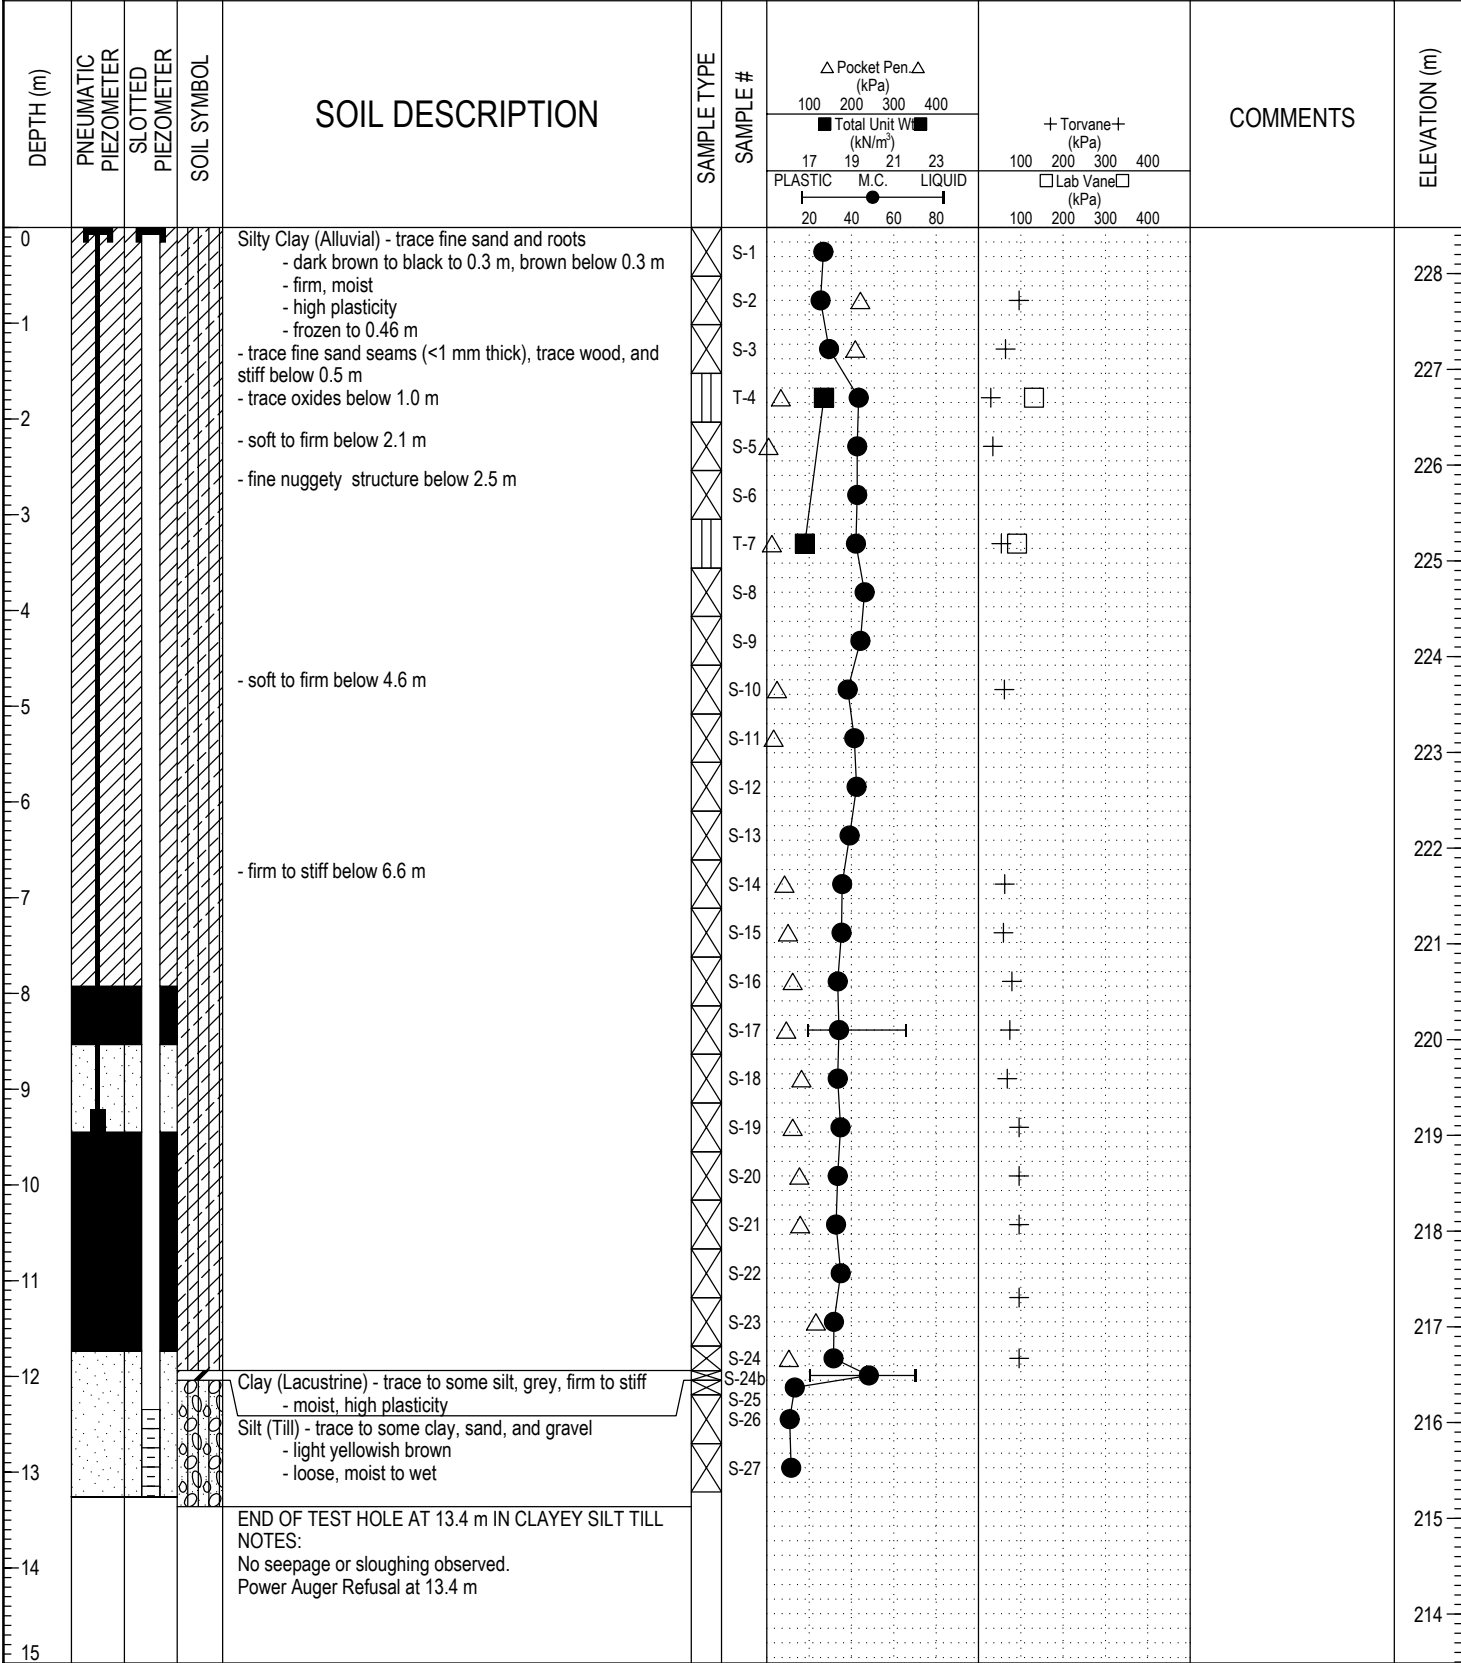 DEPTH (m)
PNEUMATIC
PIEZOMETER
SLOTTED
PIEZOMETER
SOIL SYMBOL
SOIL DESCRIPTION
SAMPLE TYPE
SAMPLE #
△ Pocket Pen.△
(kPa)
100 200 300 400
■ Total Unit Wt■
(kN/m³)
17 19 21 23
PLASTIC M.C. LIQUID
20 40 60 80
+ Torvane +
(kPa)
100 200 300 400
□ Lab Vane □
(kPa)
100 200 300 400
COMMENTS
ELEVATION (m)
0
1
2
3
4
5
6
7
8
9
10
11
12
13
14
15
Silty Clay (Alluvial) - trace fine sand and roots
- dark brown to black to 0.3 m, brown below 0.3 m
- firm, moist
- high plasticity
- frozen to 0.46 m
- trace fine sand seams (<1 mm thick), trace wood, and
stiff below 0.5 m
- trace oxides below 1.0 m
- soft to firm below 2.1 m
- fine nuggety structure below 2.5 m
- soft to firm below 4.6 m
- firm to stiff below 6.6 m
Clay (Lacustrine) - trace to some silt, grey, firm to stiff
- moist, high plasticity
Silt (Till) - trace to some clay, sand, and gravel
- light yellowish brown
- loose, moist to wet
END OF TEST HOLE AT 13.4 m IN CLAYEY SILT TILL
NOTES:
No seepage or sloughing observed.
Power Auger Refusal at 13.4 m
S-1
S-2
S-3
T-4
S-5
S-6
T-7
S-8
S-9
S-10
S-11
S-12
S-13
S-14
S-15
S-16
S-17
S-18
S-19
S-20
S-21
S-22
S-23
S-24
S-24b
S-25
S-26
S-27
228
227
226
225
224
223
222
221
220
219
218
217
216
215
214